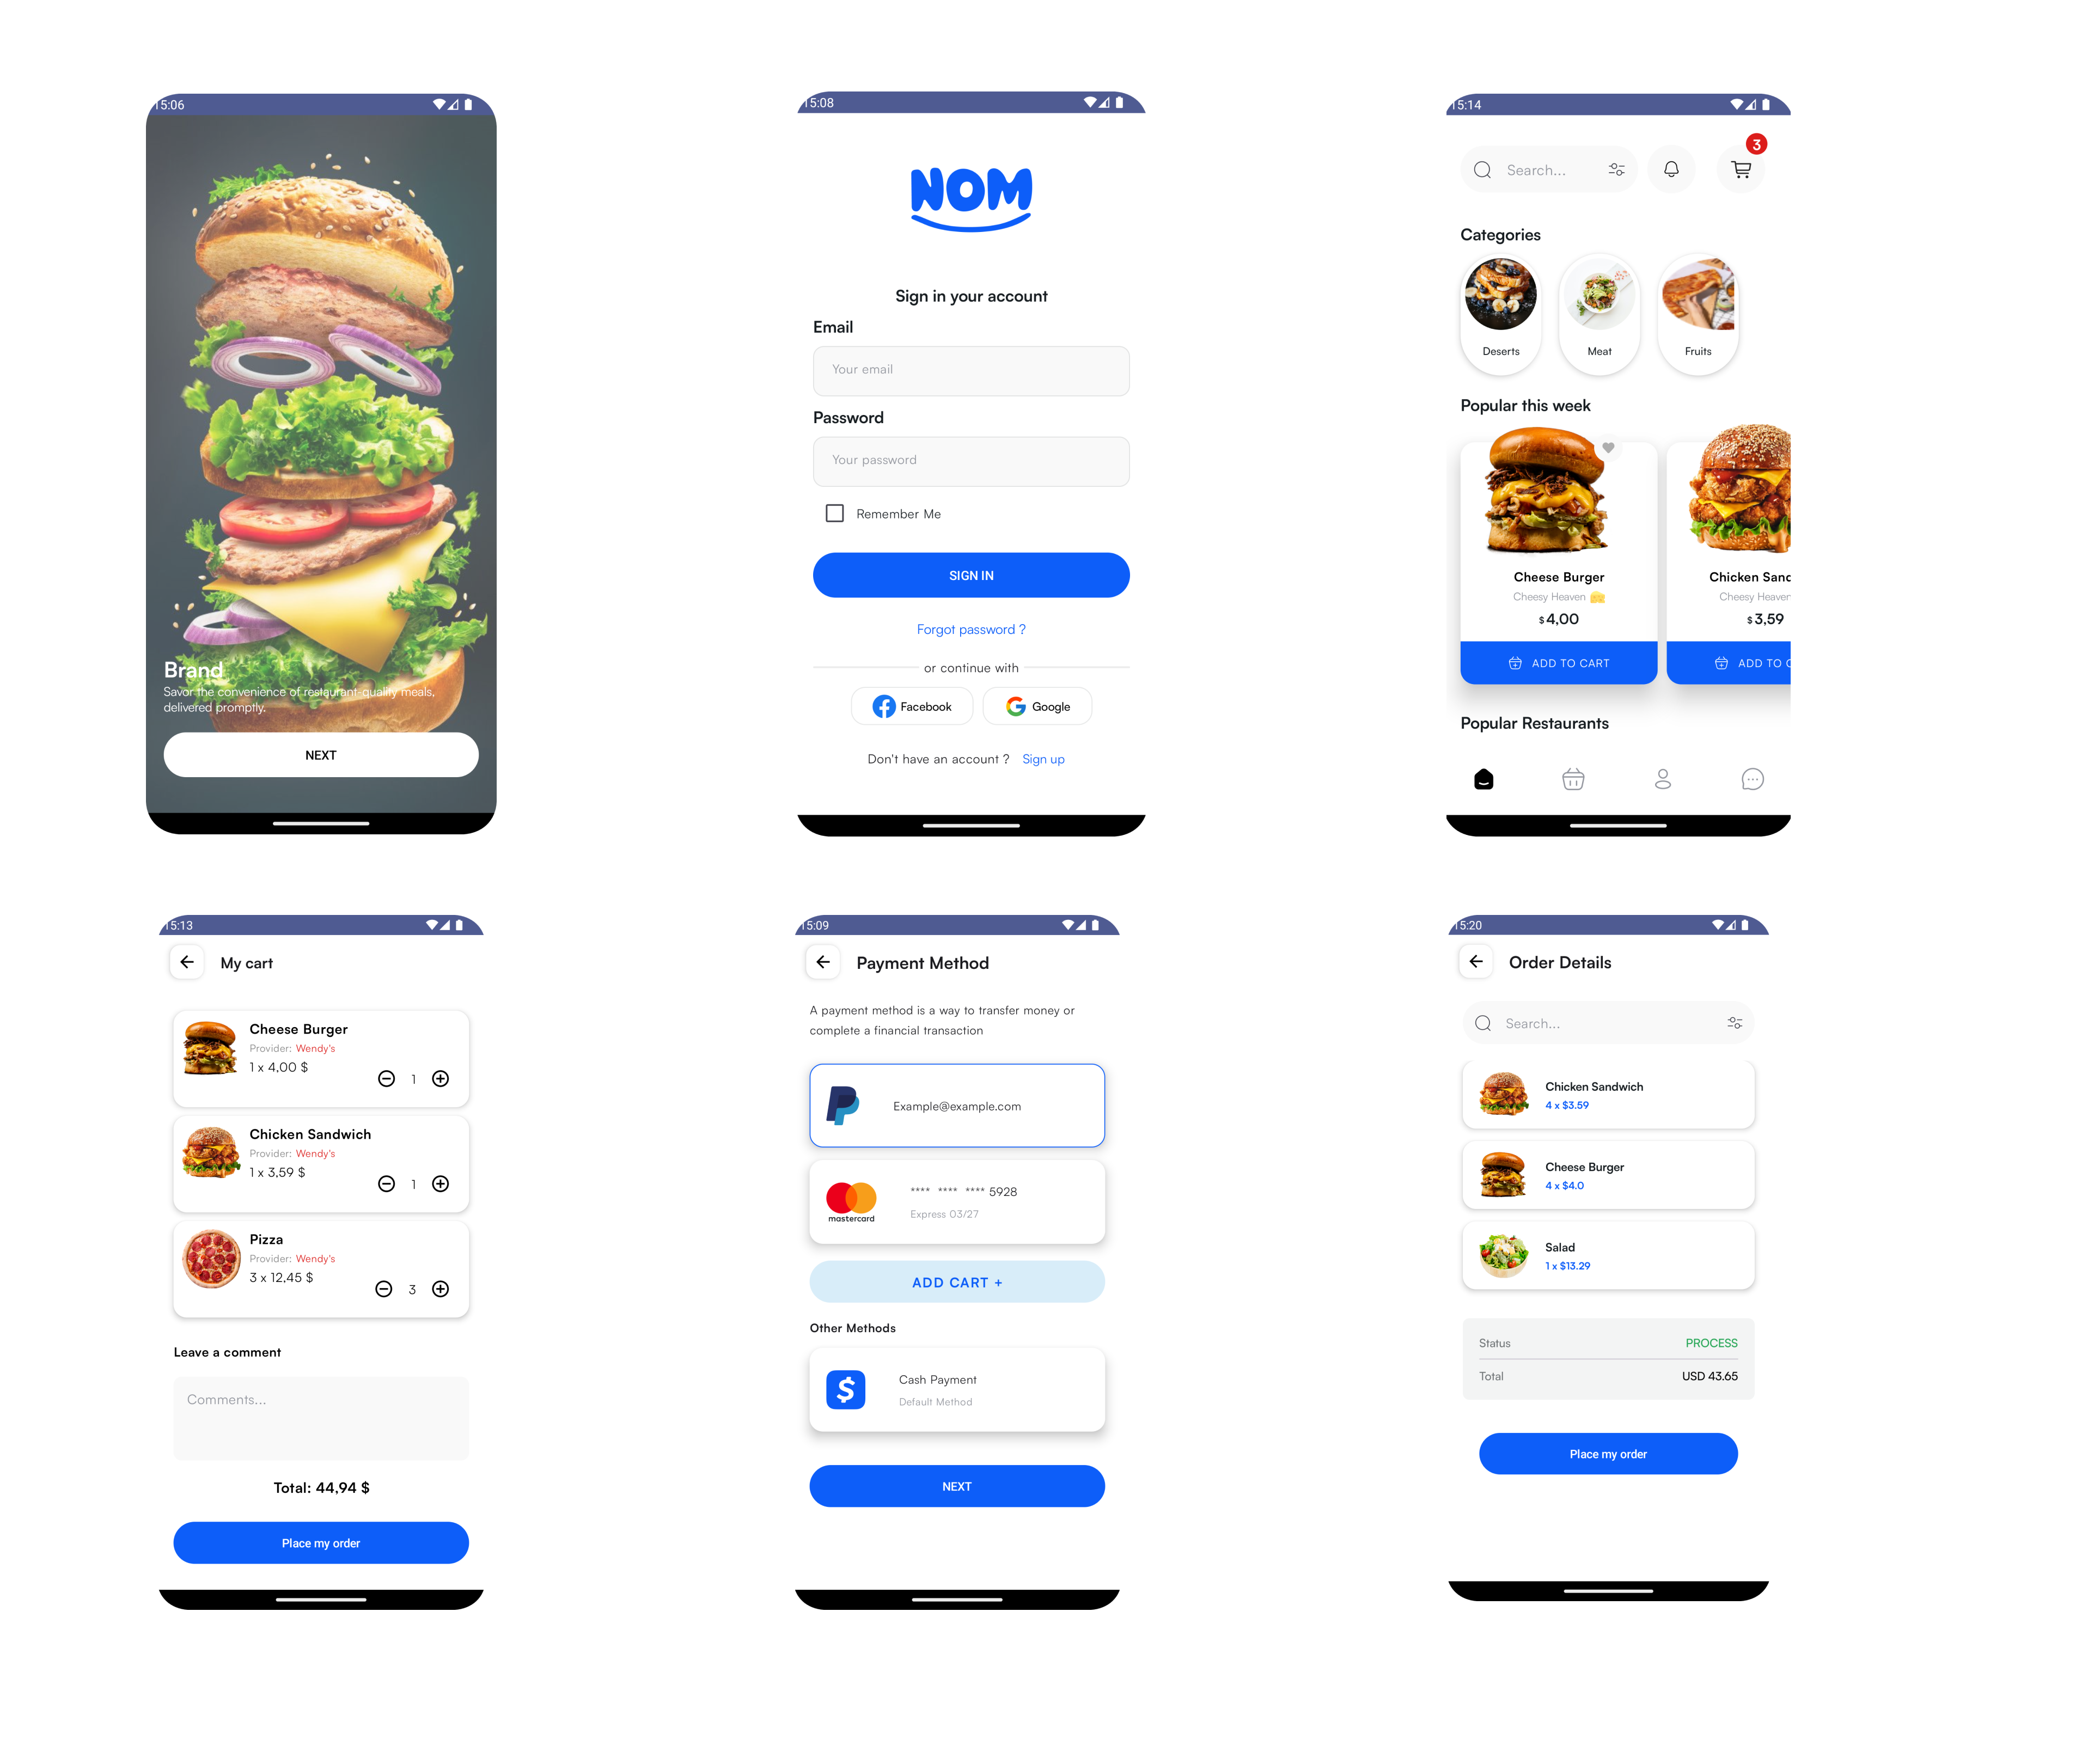 15:06
Brand
Savor the convenience of restaurant-quality meals,
delivered promptly.
NEXT
15:08
NOM
Sign in your account
Email
Your email
Password
Your password
Remember Me
SIGN IN
Forgot password ?
or continue with
Facebook Google
Don't have an account ? Sign up
15:14
3
Search...
Categories
Deserts Meat Fruits
Popular this week
Cheese Burger
Cheesy Heaven
$ 4,00
ADD TO CART
Chicken Sand
Cheesy Heaven
$ 3,59
ADD TO C
Popular Restaurants
15:13
My cart
Cheese Burger
Provider: Wendy's
1 x 4,00 $
1
Chicken Sandwich
Provider: Wendy's
1 x 3,59 $
1
Pizza
Provider: Wendy's
3 x 12,45 $
3
Leave a comment
Comments...
Total: 44,94 $
Place my order
15:09
Payment Method
A payment method is a way to transfer money or
complete a financial transaction
Example@example.com
mastercard
**** **** **** 5928
Express 03/27
ADD CART +
Other Methods
$
Cash Payment
Default Method
NEXT
15:20
Order Details
Search...
Chicken Sandwich
4 x $3.59
Cheese Burger
4 x $4.0
Salad
1 x $13.29
Status PROCESS
Total USD 43.65
Place my order